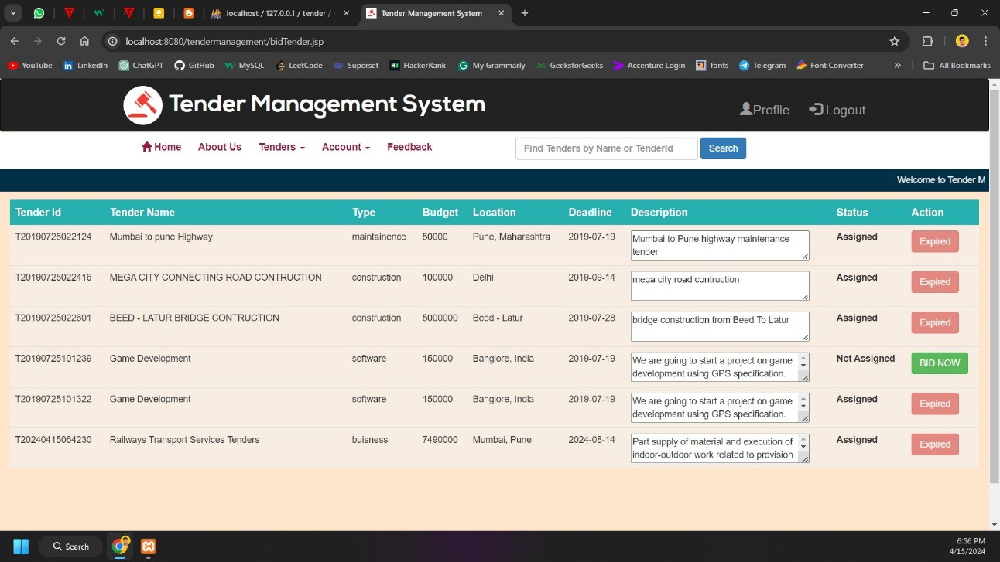 localhost / 127.0.0.1 / tender /
Tender Management System
localhost:8080/tendermanagement/bidTender.jsp
YouTube LinkedIn ChatGPT GitHub MySQL LeetCode Superset HackerRank My Grammarly GeeksforGeeks Accenture Login fonts Telegram Font Converter » All Bookmarks
Tender Management System
Profile Logout
Home About Us Tenders Account Feedback Find Tenders by Name or TenderId Search
Welcome to Tender M
Tender Id Tender Name Type Budget Location Deadline Description Status Action
T20190725022124 Mumbai to pune Highway maintainence 50000 Pune, Maharashtra 2019-07-19 Mumbai to Pune highway maintenance Assigned Expired
tender
T20190725022416 MEGA CITY CONNECTING ROAD CONTRUCTION construction 100000 Delhi 2019-09-14 mega city road contruction Assigned Expired
T20190725022601 BEED - LATUR BRIDGE CONTRUCTION construction 5000000 Beed - Latur 2019-07-28 bridge construction from Beed To Latur Assigned Expired
T20190725101239 Game Development software 150000 Banglore, India 2019-07-19 We are going to start a project on game Not Assigned BID NOW
development using GPS specification.
T20190725101322 Game Development software 150000 Banglore, India 2019-07-19 We are going to start a project on game Assigned Expired
development using GPS specification.
T20240415064230 Railways Transport Services Tenders buisness 7490000 Mumbai, Pune 2024-08-14 Part supply of material and execution of Assigned Expired
indoor-outdoor work related to provision
Search
6:56 PM
4/15/2024